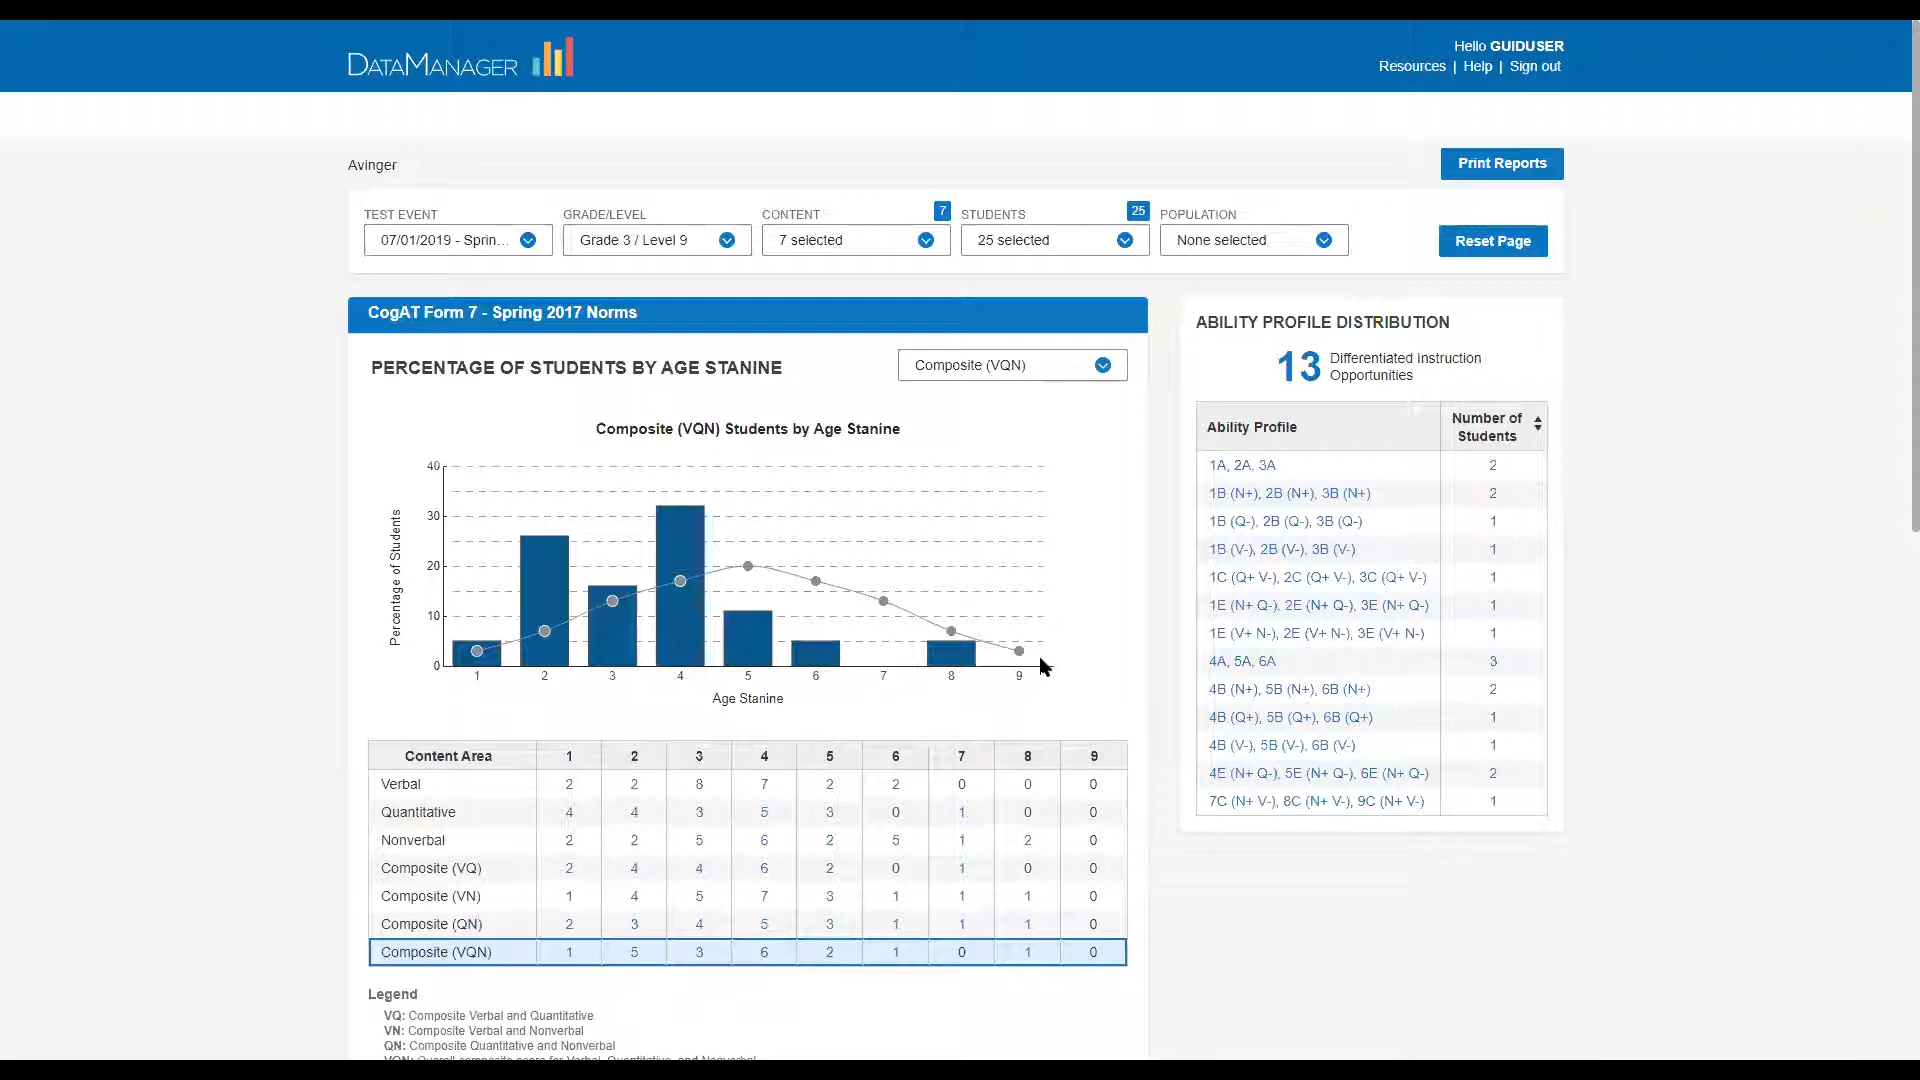 DATAMANAGER
Hello GUIDUSER
Resources | Help | Sign out
Avinger
Print Reports
TEST EVENT
07/01/2019 - Sprin...
GRADE/LEVEL
Grade 3 / Level 9
CONTENT
7
7 selected
STUDENTS
25
25 selected
POPULATION
None selected
Reset Page
CogAT Form 7 - Spring 2017 Norms
PERCENTAGE OF STUDENTS BY AGE STANINE
Composite (VQN)
Composite (VQN) Students by Age Stanine
Percentage of Students
40
30
20
10
0
1 2 3 4 5 6 7 8 9
Age Stanine
Content Area 1 2 3 4 5 6 7 8 9
Verbal 2 2 8 7 2 2 0 0 0
Quantitative 4 4 3 5 3 0 1 0 0
Nonverbal 2 2 5 6 2 5 1 2 0
Composite (VQ) 2 4 4 6 2 0 1 0 0
Composite (VN) 1 4 5 7 3 1 1 1 0
Composite (QN) 2 3 4 5 3 1 1 1 0
Composite (VQN) 1 5 3 6 2 1 0 1 0
Legend
VQ: Composite Verbal and Quantitative
VN: Composite Verbal and Nonverbal
QN: Composite Quantitative and Nonverbal
VQN: Overall composite score for Verbal, Quantitative, and Nonverbal
ABILITY PROFILE DISTRIBUTION
13 Differentiated Instruction
Opportunities
Ability Profile
Number of
Students
1A, 2A, 3A 2
1B (N+), 2B (N+), 3B (N+) 2
1B (Q-), 2B (Q-), 3B (Q-) 1
1B (V-), 2B (V-), 3B (V-) 1
1C (Q+ V-), 2C (Q+ V-), 3C (Q+ V-) 1
1E (N+ Q-), 2E (N+ Q-), 3E (N+ Q-) 1
1E (V+ N-), 2E (V+ N-), 3E (V+ N-) 1
4A, 5A, 6A 3
4B (N+), 5B (N+), 6B (N+) 2
4B (Q+), 5B (Q+), 6B (Q+) 1
4B (V-), 5B (V-), 6B (V-) 1
4E (N+ Q-), 5E (N+ Q-), 6E (N+ Q-) 2
7C (N+ V-), 8C (N+ V-), 9C (N+ V-) 1